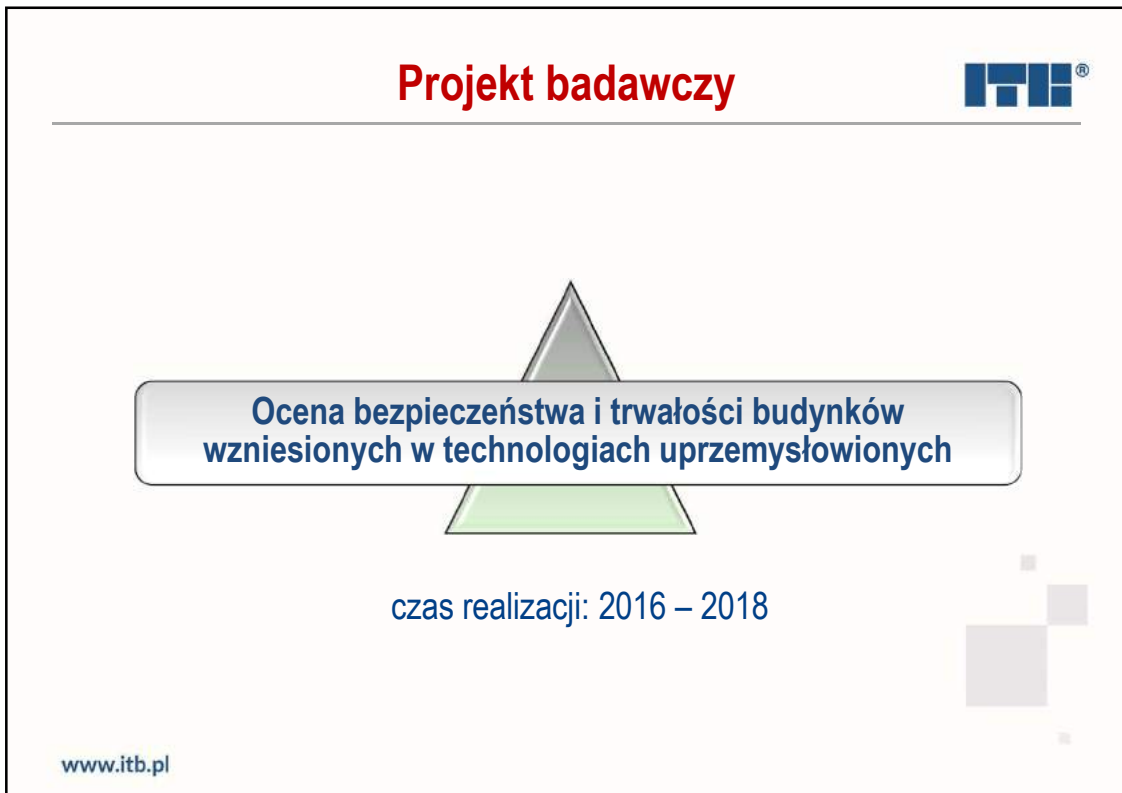 Projekt badawczy
ITB®
Ocena bezpieczeństwa i trwałości budynków
wzniesionych w technologiach uprzemysłowionych
czas realizacji: 2016 – 2018
www.itb.pl